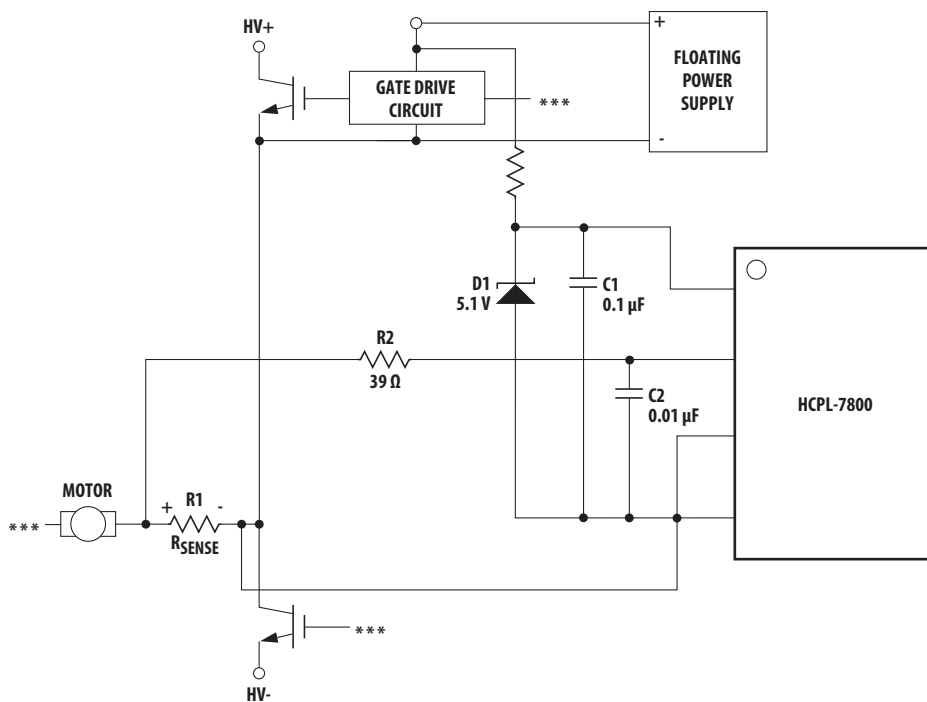 HV+
+
FLOATING
POWER
SUPPLY
-
GATE DRIVE
CIRCUIT
***
D1
5.1 V
C1
0.1 µF
R2
39 Ω
C2
0.01 µF
HCPL-7800
MOTOR
***
+ R1 -
RSENSE
***
HV-